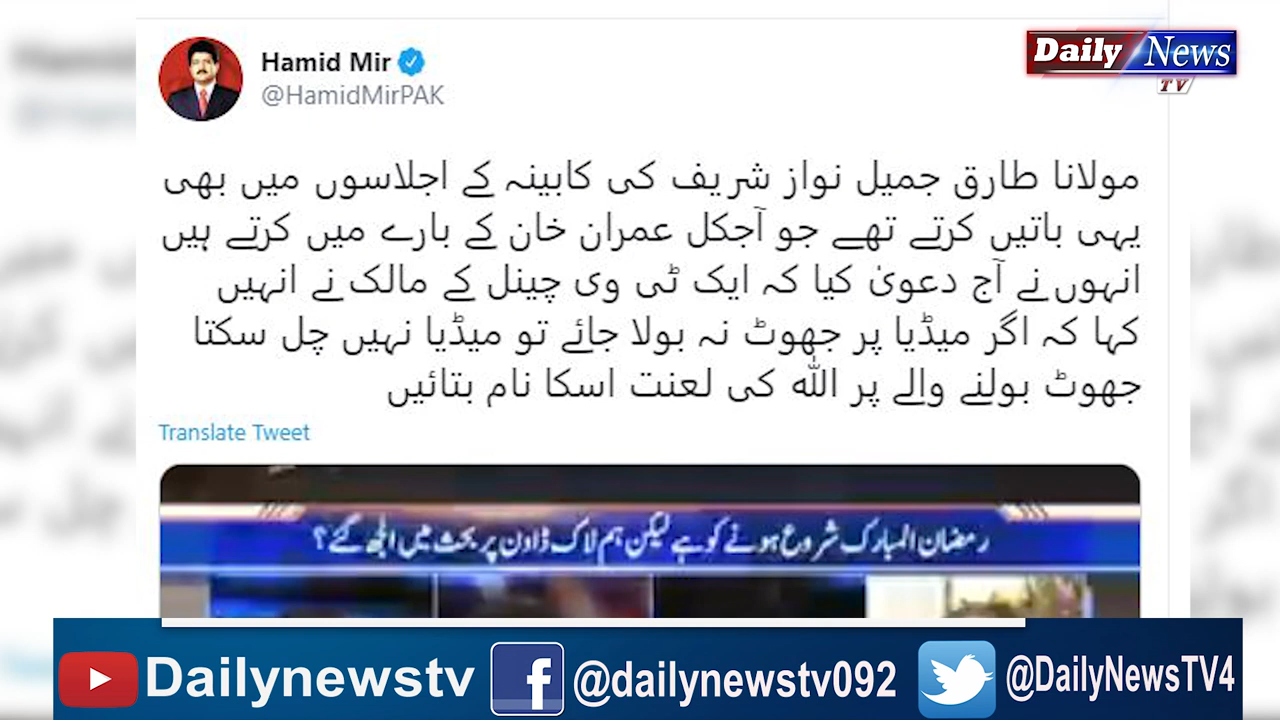 Hamid Mir
@HamidMirPAK
Daily News
TV
مولانا طارق جمیل نواز شریف کی کابینہ کے اجلاسوں میں بھی
یہی باتیں کرتے تھے جو آجکل عمران خان کے بارے میں کرتے ہیں
انہوں نے آج دعویٰ کیا کہ ایک ٹی وی چینل کے مالک نے انہیں
کہا کہ اگر میڈیا پر جھوٹ نہ بولا جائے تو میڈیا نہیں چل سکتا
جھوٹ بولنے والے پر اللہ کی لعنت اسکا نام بتائیں
Translate Tweet
رمضان المبارک شروع ہونے کو ہے لیکن ہم لاک ڈاون پر بحث میں الجھ گئے؟
Dailynewstv
@dailynewstv092
@DailyNewsTV4